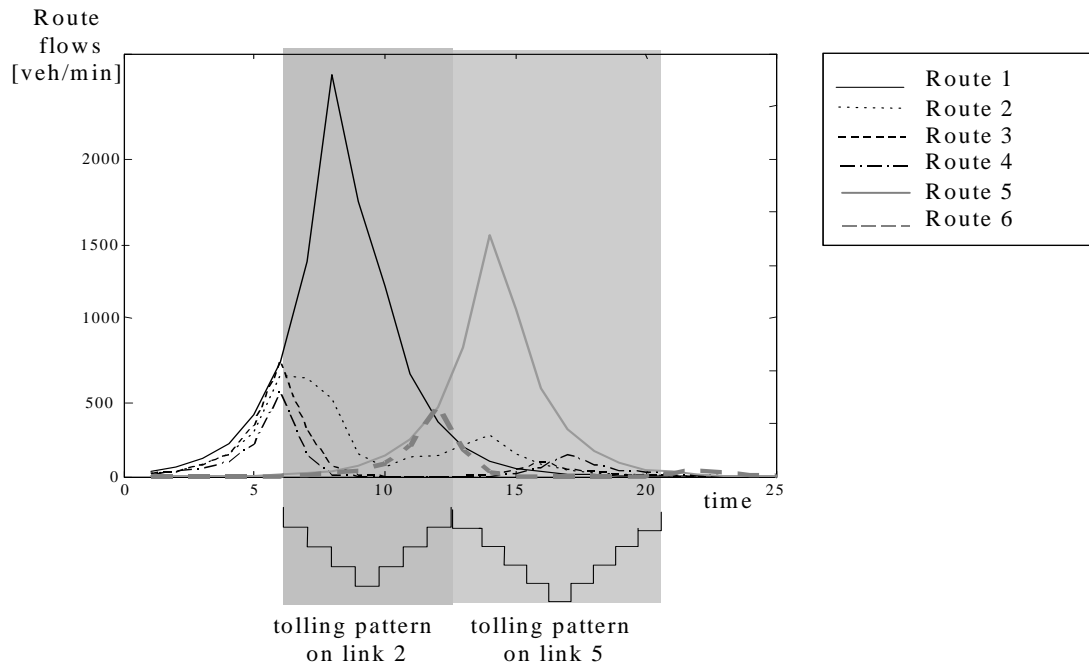 Route
flows
[veh/min]
2000
1500
1000
500
0
0 5 10 15 20 25
time
Route 1
Route 2
Route 3
Route 4
Route 5
Route 6
tolling pattern
on link 2
tolling pattern
on link 5